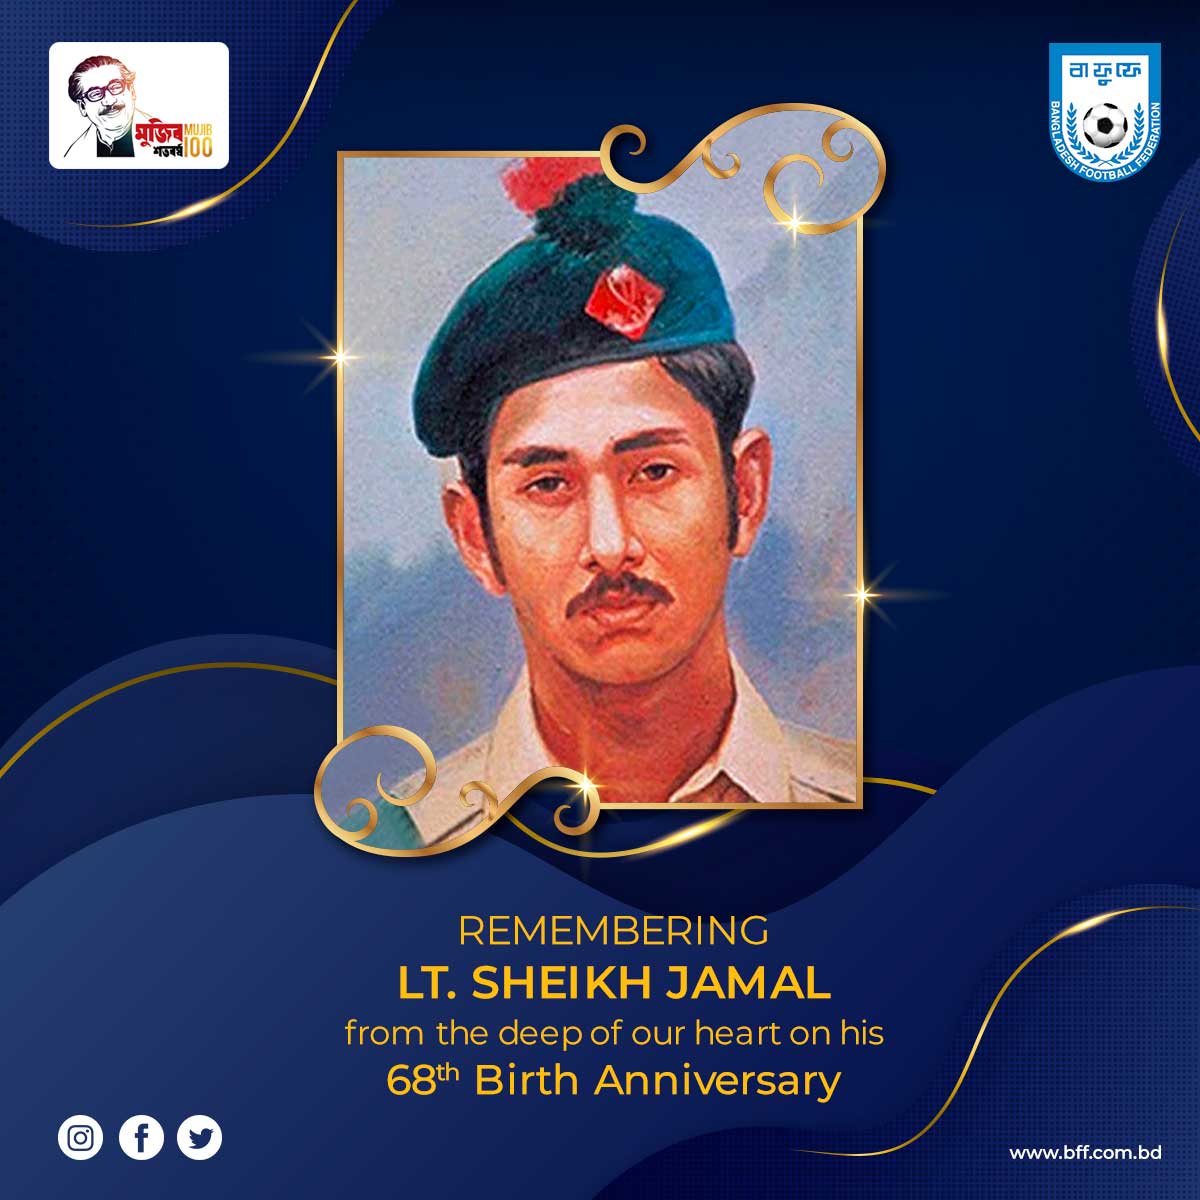 মুজিব MUJIB
শতবর্ষ 100
বাফুফে
BANGLADESH FOOTBALL FEDERATION
REMEMBERING
LT. SHEIKH JAMAL
from the deep of our heart on his
68th Birth Anniversary
www.bff.com.bd